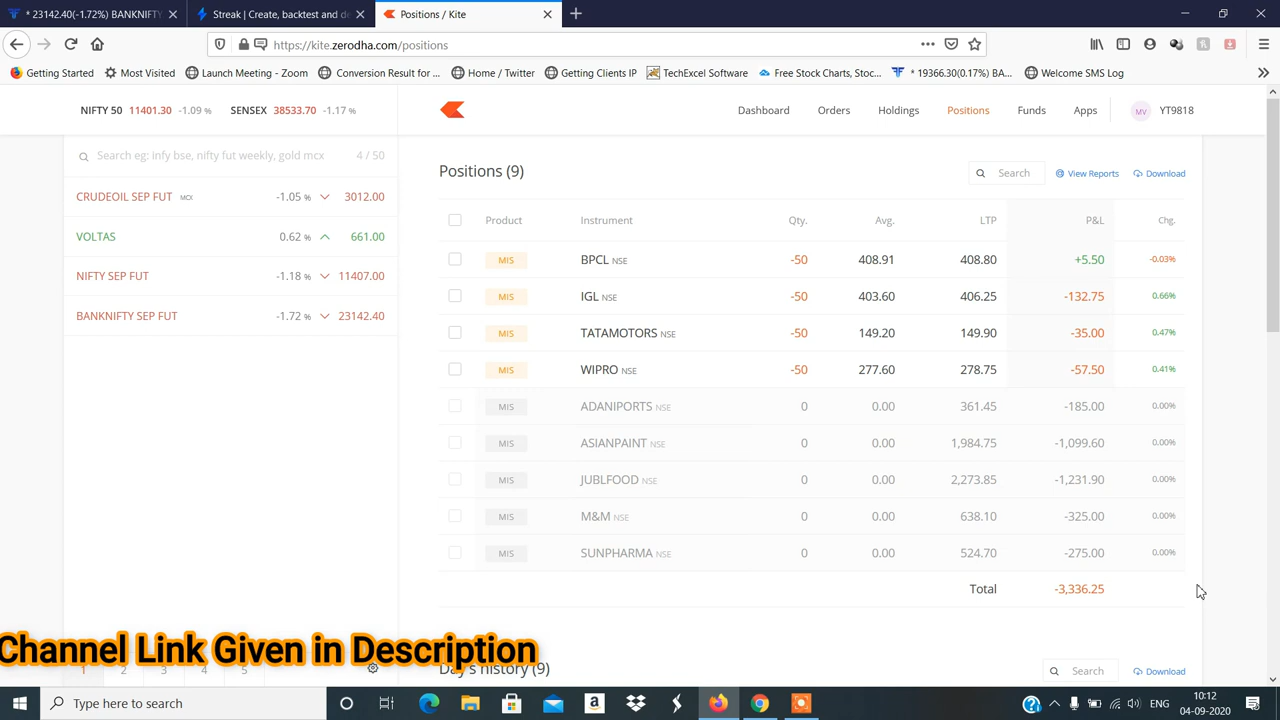 * 23142.40(-1.72%) BANKNIFTY
Streak | Create, backtest and de
Positions / Kite
https://kite.zerodha.com/positions
Getting Started
Most Visited
Launch Meeting - Zoom
Conversion Result for ...
Home / Twitter
Getting Clients IP
TechExcel Software
Free Stock Charts, Stoc...
* 19366.30(0.17%) BA...
Welcome SMS Log
NIFTY 50 11401.30 -1.09 % SENSEX 38533.70 -1.17 %
Dashboard Orders Holdings Positions Funds Apps MV YT9818
Search eg: Infy bse, nifty fut weekly, gold mcx 4 / 50
CRUDEOIL SEP FUT MCX -1.05 % 3012.00
VOLTAS 0.62 % 661.00
NIFTY SEP FUT -1.18 % 11407.00
BANKNIFTY SEP FUT -1.72 % 23142.40
Positions (9) Search View Reports Download
Product Instrument Qty. Avg. LTP P&L Chg.
MIS BPCL NSE -50 408.91 408.80 +5.50 -0.03%
MIS IGL NSE -50 403.60 406.25 -132.75 0.66%
MIS TATAMOTORS NSE -50 149.20 149.90 -35.00 0.47%
MIS WIPRO NSE -50 277.60 278.75 -57.50 0.41%
MIS ADANIPORTS NSE 0 0.00 361.45 -185.00 0.00%
MIS ASIANPAINT NSE 0 0.00 1,984.75 -1,099.60 0.00%
MIS JUBLFOOD NSE 0 0.00 2,273.85 -1,231.90 0.00%
MIS M&M NSE 0 0.00 638.10 -325.00 0.00%
MIS SUNPHARMA NSE 0 0.00 524.70 -275.00 0.00%
Total -3,336.25
Channel Link Given in Description
1 2 3 4 5
Day's history (9) Search Download
Type here to search
ENG
10:12
04-09-2020